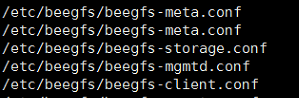 /etc/beegfs/beegfs-meta.conf
/etc/beegfs/beegfs-meta.conf
/etc/beegfs/beegfs-storage.conf
/etc/beegfs/beegfs-mgmtd.conf
/etc/beegfs/beegfs-client.conf